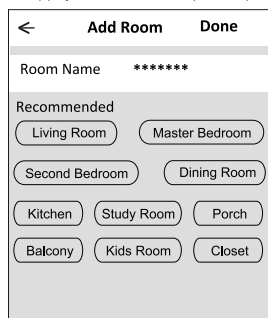 ← Add Room Done
Room Name *******
Recommended
Living Room Master Bedroom
Second Bedroom Dining Room
Kitchen Study Room Porch
Balcony Kids Room Closet